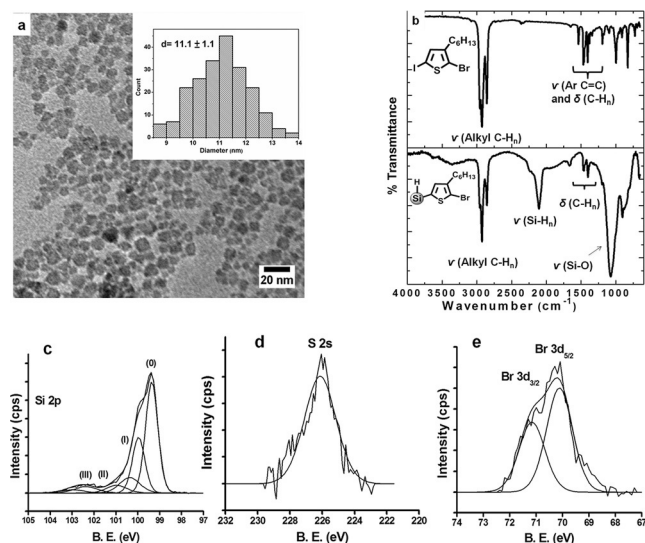 a
d= 11.1 ± 1.1
Count
40
30
20
10
0
9 10 11 12 13 14
Diameter (nm)
20 nm
b
C₆H₁₃
I
S
Br
ν (Ar C=C)
and δ (C-Hₙ)
ν (Alkyl C-Hₙ)
% Transmittance
C₆H₁₃
H
Si
S
Br
δ (C-Hₙ)
ν (Si-Hₙ)
ν (Si-O)
ν (Alkyl C-Hₙ)
4000 3500 3000 2500 2000 1500 1000
Wavenumber (cm⁻¹)
c
(0)
Si 2p
(I)
(III)
(II)
Intensity (cps)
105 104 103 102 101 100 99 98 97
B. E. (eV)
d
S 2s
Intensity (cps)
232 230 228 226 224 222 220
B. E. (eV)
e
Br 3d₅/₂
Br 3d₃/₂
Intensity (cps)
74 73 72 71 70 69 68 67
B. E. (eV)